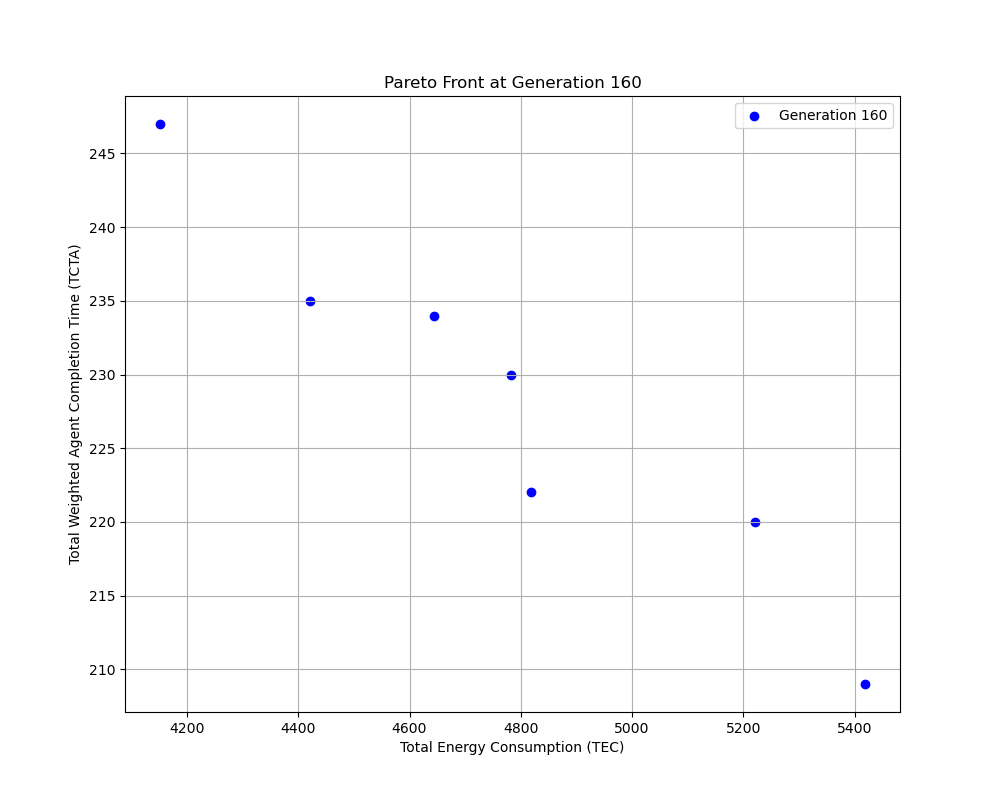 Pareto Front at Generation 160
Generation 160
Total Weighted Agent Completion Time (TCTA)
245
240
235
230
225
220
215
210
4200 4400 4600 4800 5000 5200 5400
Total Energy Consumption (TEC)